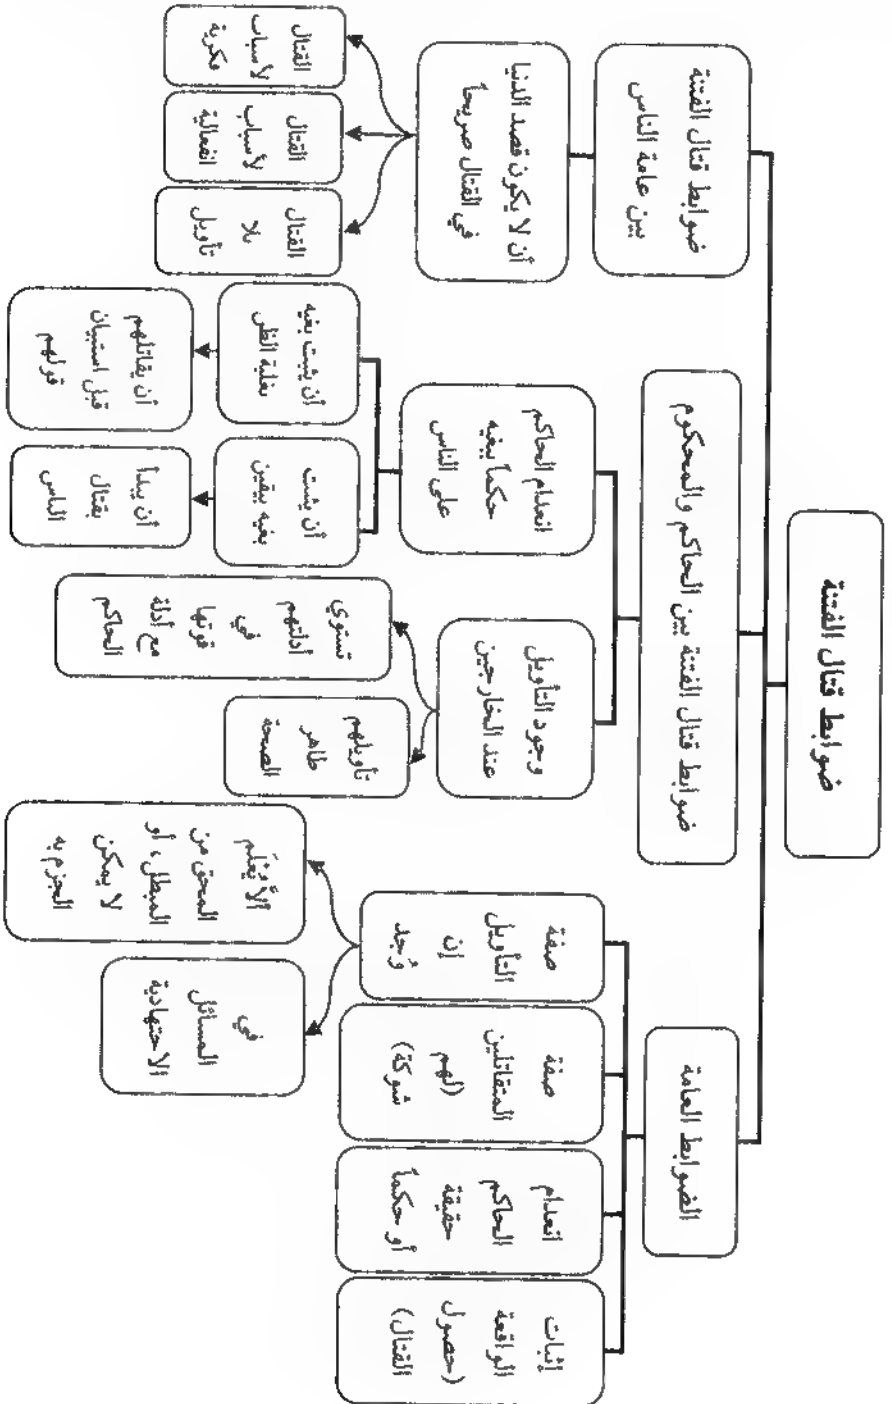 ضوابط قتال الفتنة
الضوابط العامة
ضوابط قتال الفتنة بين الحاكم والمحكوم
ضوابط قتال الفتنة
بين عامة الناس
إثبات
الواقعة
(حصول
القتال)
انعدام
الحاكم
حقيقة
أو حكماً
صفة
المتقاتلين
(لهم
شوكة)
صفة
التأويل
إن
وُجد
في
المسائل
الاجتهادية
ألاَّ يُعْلَم
المحق من
المبطل، أو
لا يمكن
الجزم به
وجود التأويل
عند الخارجين
تأويلهم
ظاهر
الصحة
تستوي
أدلتهم
في
قوتها
مع أدلة
الحاكم
انعدام الحاكم
حكماً ببغيه
على الناس
أن يثبت
بغيه بيقين
أن يبدأ
بقتال
الناس
أن يثبت بغيه
بغلبة الظن
أن يقاتلهم
قبل استبيان
قولهم
أن لا يكون قصد الدنيا
في القتال صريحاً
القتال
بلا
تأويل
القتال
لأسباب
انفعالية
القتال
لأسباب
فكرية